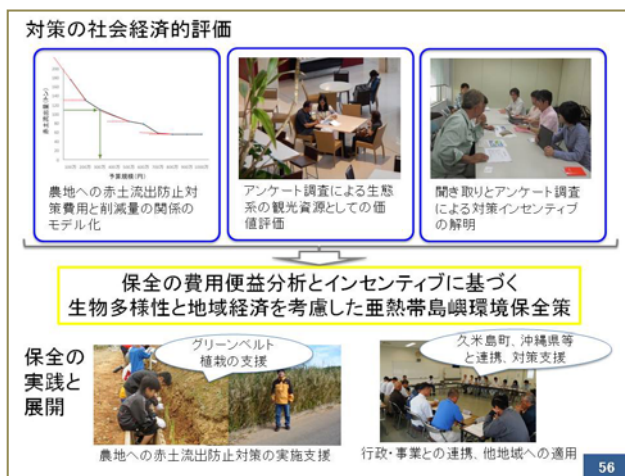 対策の社会経済的評価
予算規模(円)
農地への赤土流出防止対
策費用と削減量の関係の
モデル化
アンケート調査による生態
系の観光資源としての価
値評価
聞き取りとアンケート調査
による対策インセンティブ
の解明
保全の費用便益分析とインセンティブに基づく
生物多様性と地域経済を考慮した亜熱帯島嶼環境保全策
保全の
実践と
展開
グリーンベルト
植栽の支援
久米島町、沖縄県等
と連携、対策支援
農地への赤土流出防止対策の実施支援
行政・事業との連携、他地域への適用
56